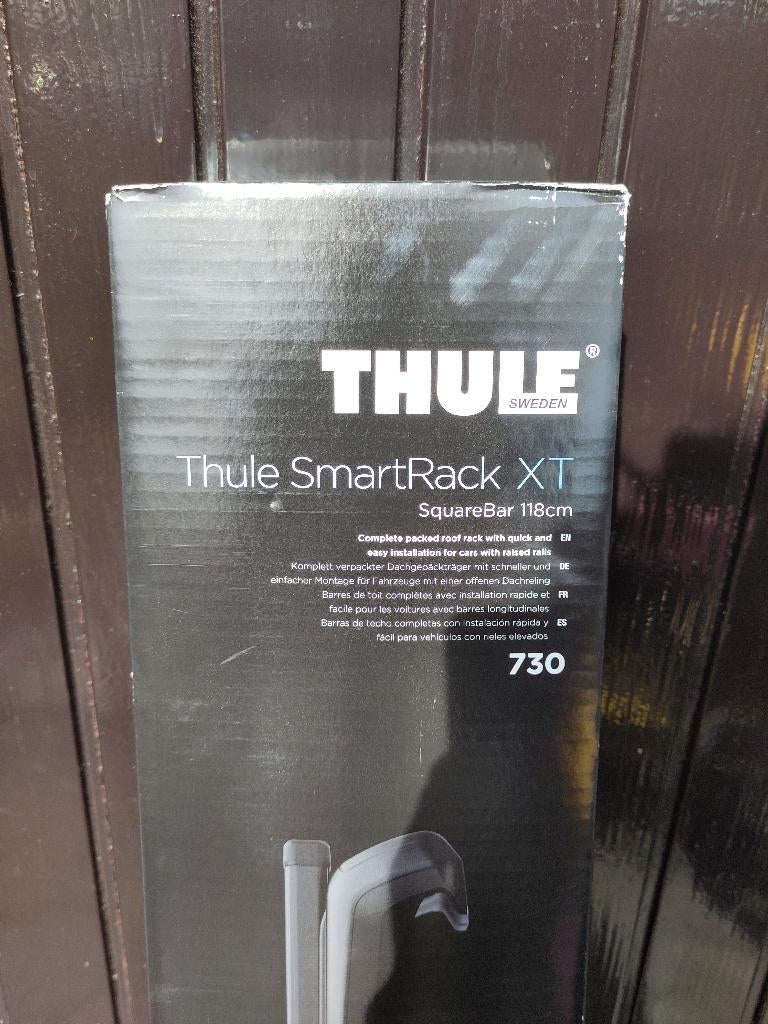 THULE®
SWEDEN
Thule SmartRack XT
SquareBar 118cm
Complete packed roof rack with quick and EN
easy installation for cars with raised rails
Komplett verpackter Dachgepäckträger mit schneller und DE
einfacher Montage für Fahrzeuge mit einer offenen Dachreling
Barres de toit complètes avec installation rapide et FR
facile pour les voitures avec barres longitudinales
Barras de techo completas con instalación rápida y ES
fácil para vehículos con rieles elevados
730